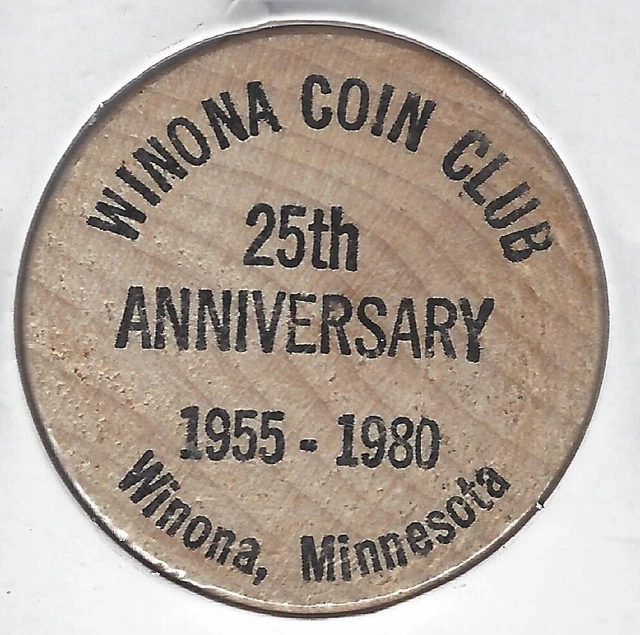 WINONA COIN CLUB
25th
ANNIVERSARY
1955 - 1980
Winona, Minnesota